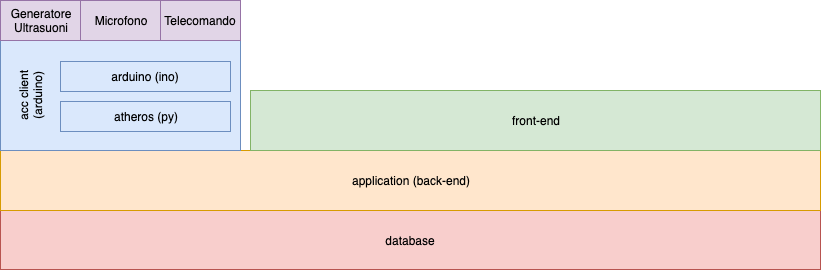 Generatore
Ultrasuoni
Microfono
Telecomando
acc client
(arduino)
arduino (ino)
atheros (py)
front-end
application (back-end)
database